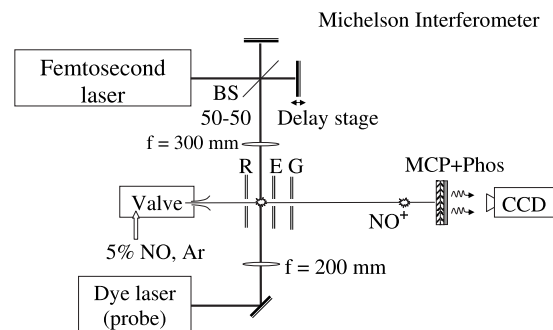 Michelson Interferometer
Femtosecond
laser
BS
50-50
Delay stage
f = 300 mm
R E G
MCP+Phos
Valve
NO+
CCD
5% NO, Ar
f = 200 mm
Dye laser
(probe)